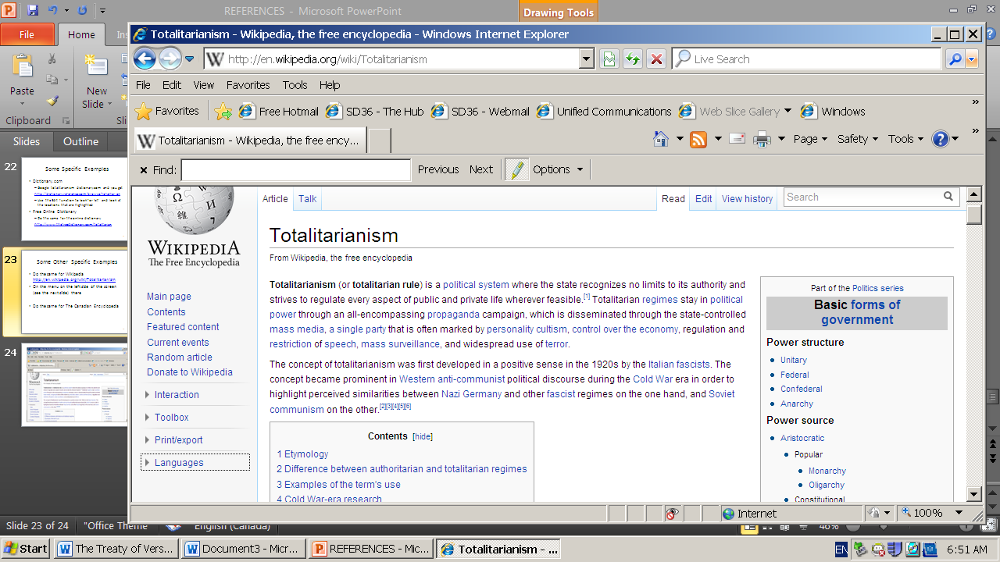 REFERENCES - Microsoft PowerPoint
Drawing Tools
File
Home
Totalitarianism - Wikipedia, the free encyclopedia - Windows Internet Explorer
http://en.wikipedia.org/wiki/Totalitarianism
Live Search
File Edit View Favorites Tools Help
Favorites Free Hotmail SD36 - The Hub SD36 - Webmail Unified Communications Web Slice Gallery Windows
Totalitarianism - Wikipedia, the free ency...
Page Safety Tools
Find: Previous Next Options
Paste
New
Slide
Clipboard
Slides Outline
22
Some Specific Examples
Dictionary.com
Free Online Dictionary
23
Some Other Specific Examples
Do the same for Wikipedia
http://en.wikipedia.org/wiki/Totalitarianism
On the menu on the left side of the screen
(see the next slide) there
Do the same for The Canadian Encyclopedia
24
WIKIPEDIA
The Free Encyclopedia
Main page
Contents
Featured content
Current events
Random article
Donate to Wikipedia
Interaction
Toolbox
Print/export
Languages
Article Talk Read Edit View history Search
Totalitarianism
From Wikipedia, the free encyclopedia
Totalitarianism (or totalitarian rule) is a political system where the state recognizes no limits to its authority and
strives to regulate every aspect of public and private life wherever feasible.[1] Totalitarian regimes stay in political
power through an all-encompassing propaganda campaign, which is disseminated through the state-controlled
mass media, a single party that is often marked by personality cultism, control over the economy, regulation and
restriction of speech, mass surveillance, and widespread use of terror.
The concept of totalitarianism was first developed in a positive sense in the 1920's by the Italian fascists. The
concept became prominent in Western anti-communist political discourse during the Cold War era in order to
highlight perceived similarities between Nazi Germany and other fascist regimes on the one hand, and Soviet
communism on the other.
Contents [hide]
1 Etymology
2 Difference between authoritarian and totalitarian regimes
3 Examples of the term's use
4 Cold War-era research
Part of the Politics series
Basic forms of
government
Power structure
Unitary
Federal
Confederal
Anarchy
Power source
Aristocratic
Popular
Monarchy
Oligarchy
Constitutional
Internet
100%
Slide 23 of 24 "Office Theme" English (Canada)
Start The Treaty of Vers... Document3 - Micr... REFERENCES - Mic... Totalitarianism - ... EN 6:51 AM